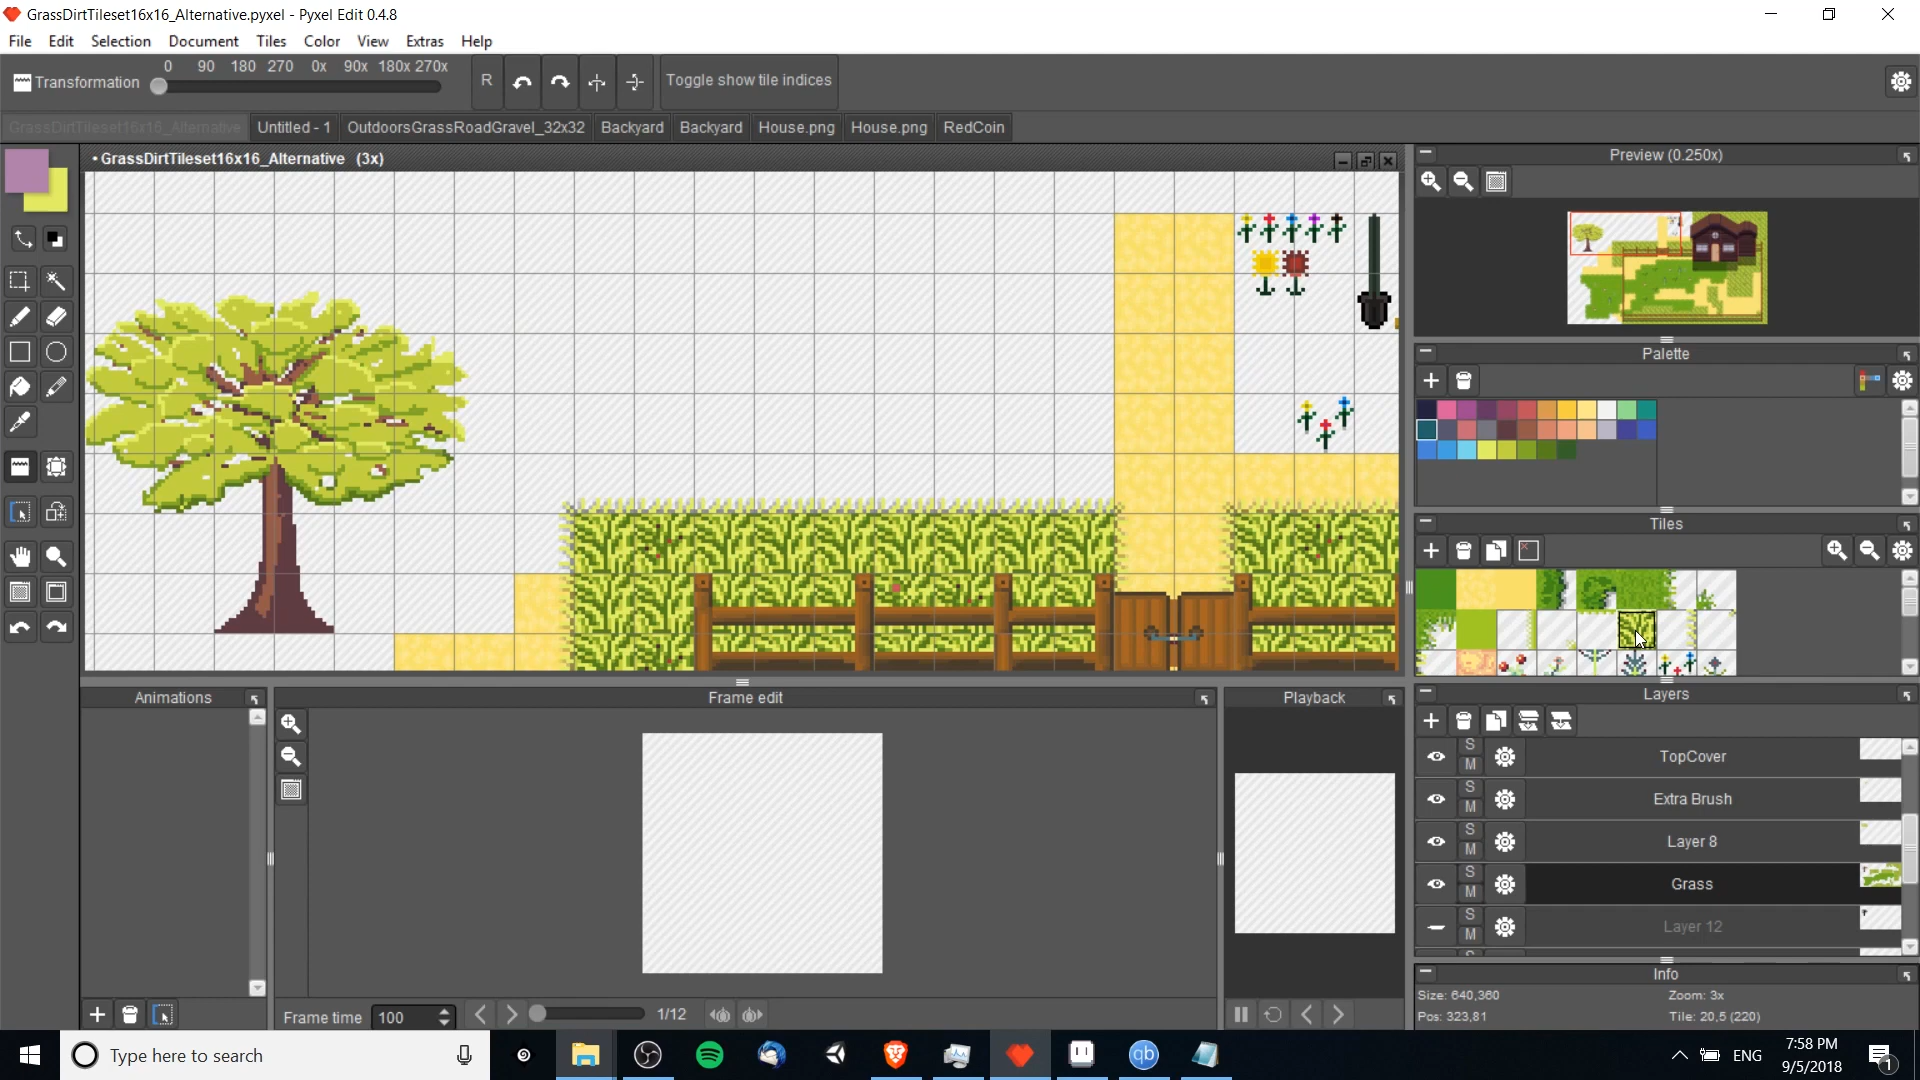 GrassDirtTileset16x16_Alternative.pyxel - Pyxel Edit 0.4.8
File Edit Selection Document Tiles Color View Extras Help
Transformation
0 90 180 270 0x 90x 180x 270x
R
Toggle show tile indices
GrassDirtTileset16x16_Alternative
Untitled - 1
OutdoorsGrassRoadGravel_32x32
Backyard
Backyard
House.png
House.png
RedCoin
• GrassDirtTileset16x16_Alternative (3x)
Preview (0.250x)
Palette
Tiles
Layers
S
M
TopCover
S
M
Extra Brush
S
M
Layer 8
S
M
Grass
S
M
Layer 12
Info
Size: 640,360
Zoom: 3x
Pos: 323,81
Tile: 20,5 (220)
Animations
Frame edit
Playback
Frame time 100
1/12
Type here to search
qb
ENG
7:58 PM
9/5/2018
1